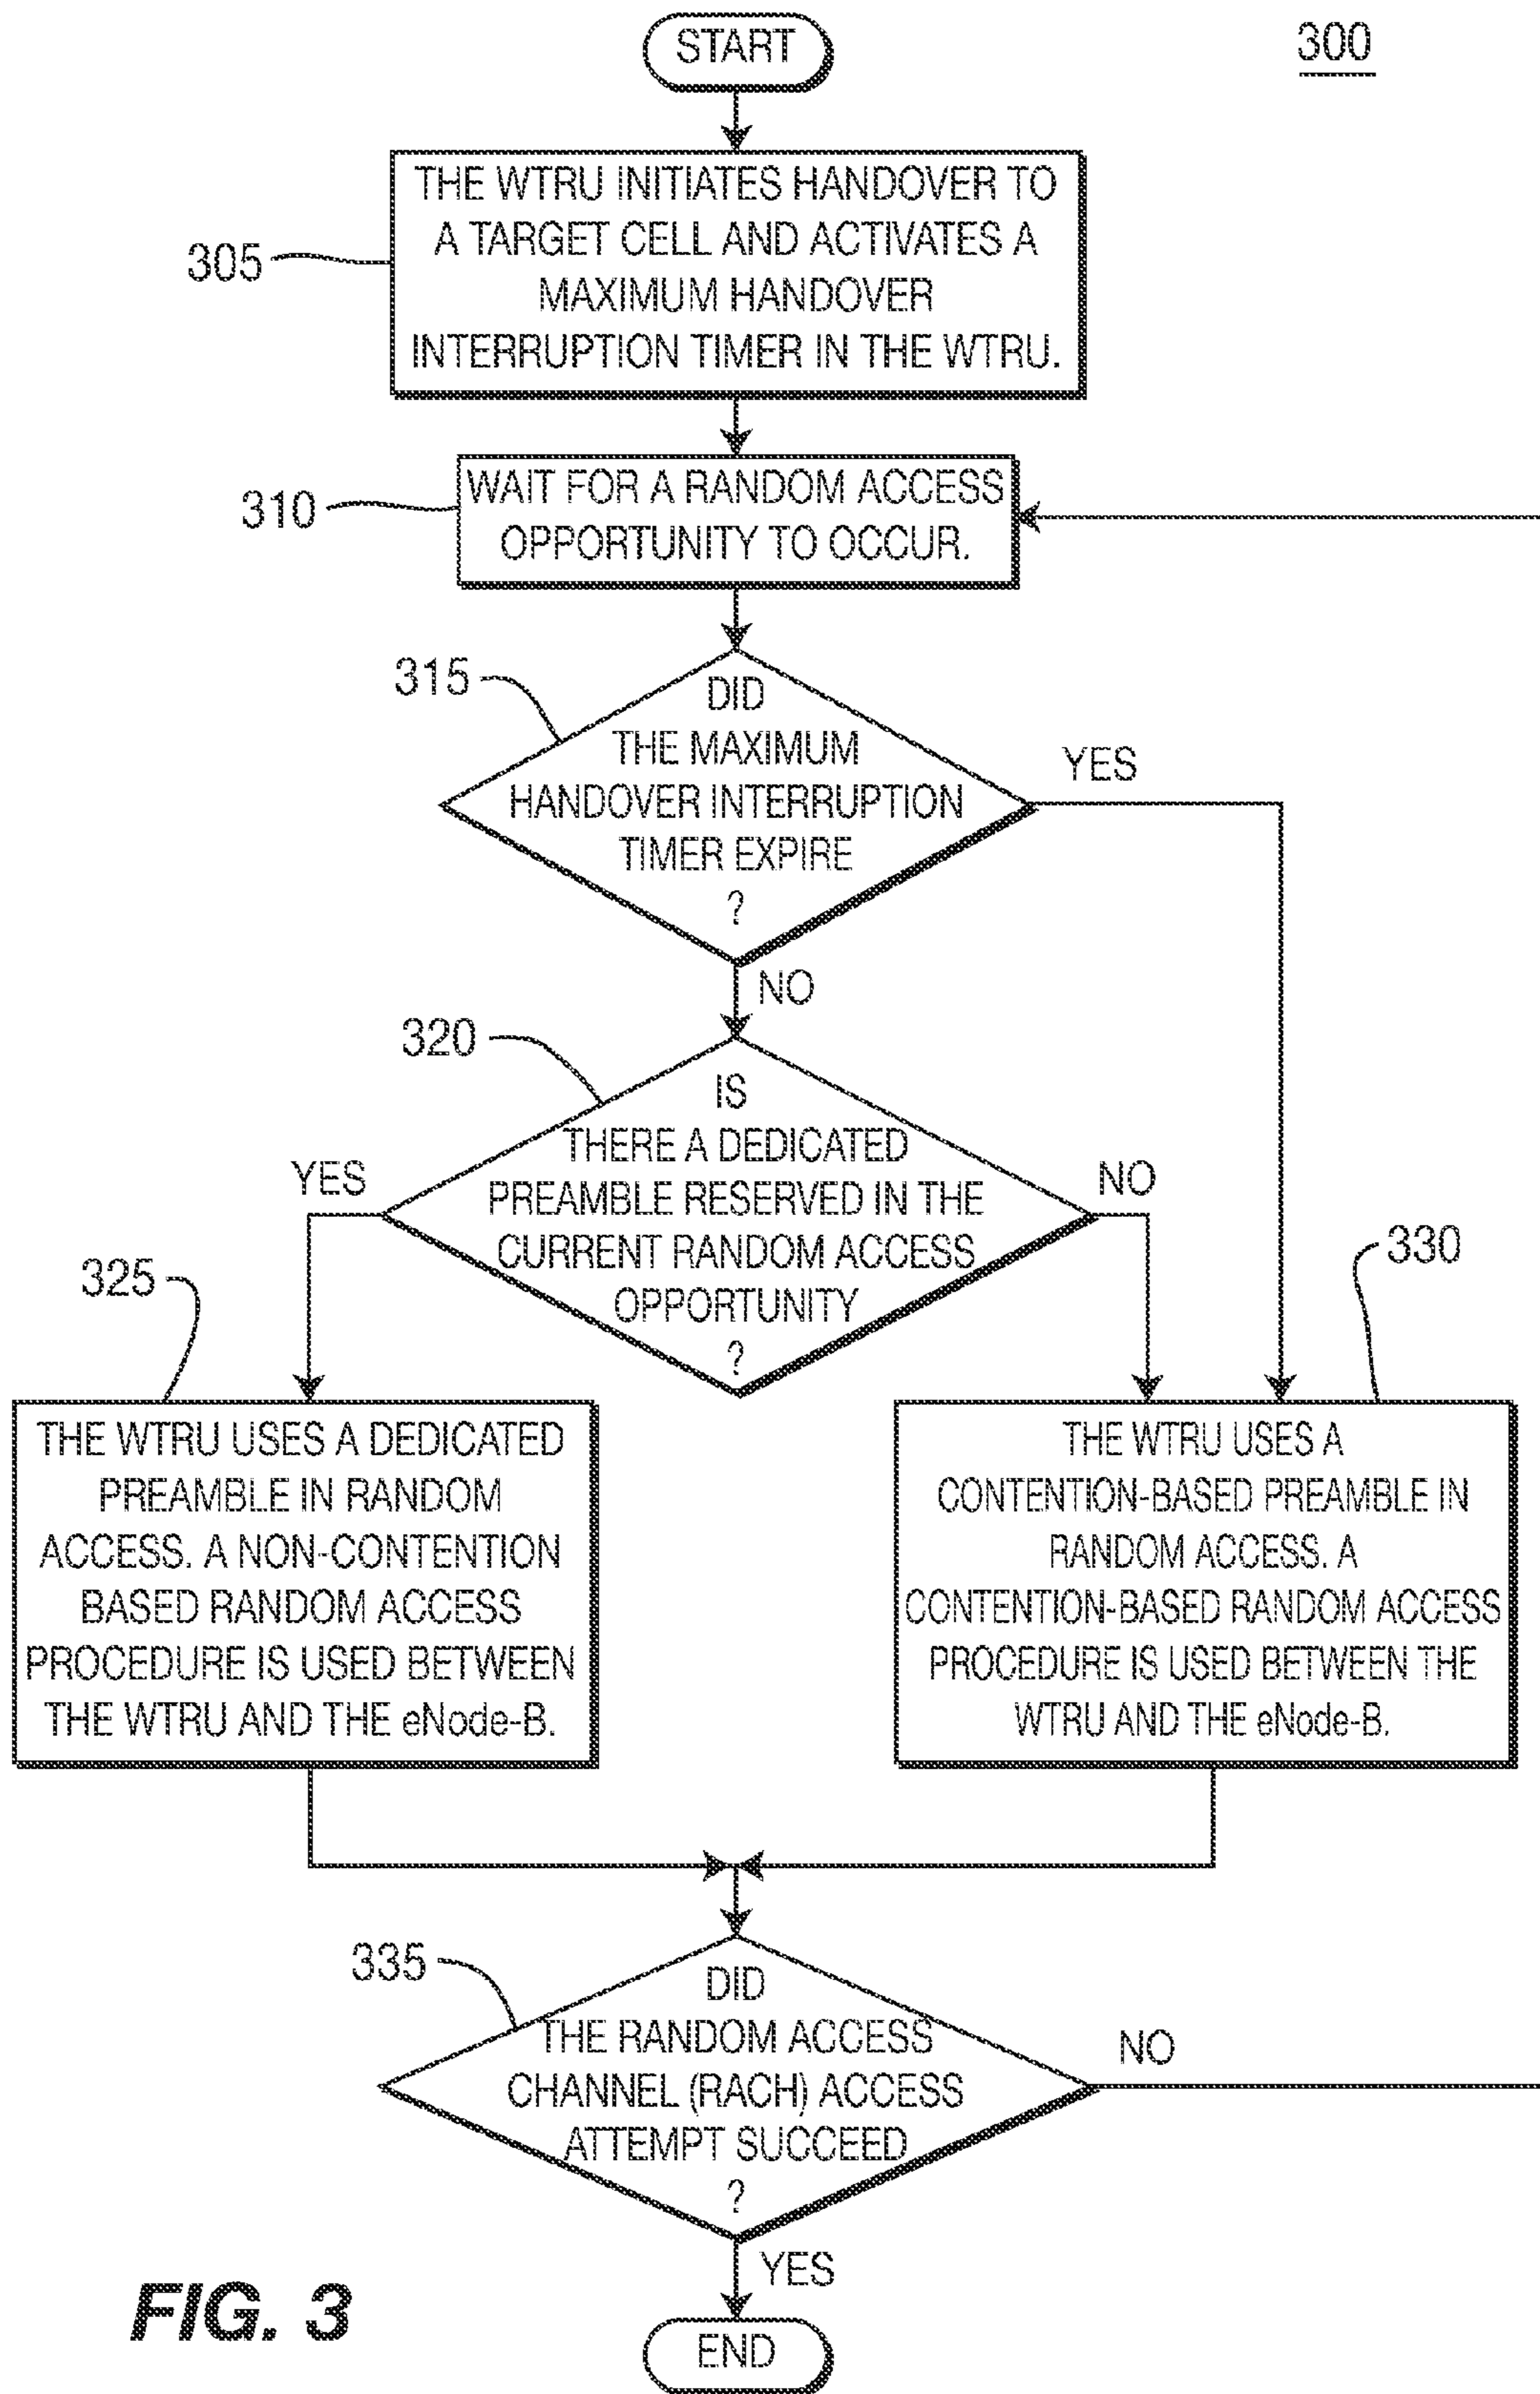 START
300
THE WTRU INITIATES HANDOVER TO
A TARGET CELL AND ACTIVATES A
MAXIMUM HANDOVER
INTERRUPTION TIMER IN THE WTRU.
305
WAIT FOR A RANDOM ACCESS
OPPORTUNITY TO OCCUR.
310
315
DID
THE MAXIMUM
HANDOVER INTERRUPTION
TIMER EXPIRE
?
YES
NO
320
IS
THERE A DEDICATED
PREAMBLE RESERVED IN THE
CURRENT RANDOM ACCESS
OPPORTUNITY
?
YES
NO
325
330
THE WTRU USES A DEDICATED
PREAMBLE IN RANDOM
ACCESS. A NON-CONTENTION
BASED RANDOM ACCESS
PROCEDURE IS USED BETWEEN
THE WTRU AND THE eNode-B.
THE WTRU USES A
CONTENTION-BASED PREAMBLE IN
RANDOM ACCESS. A
CONTENTION-BASED RANDOM ACCESS
PROCEDURE IS USED BETWEEN THE
WTRU AND THE eNode-B.
335
DID
THE RANDOM ACCESS
CHANNEL (RACH) ACCESS
ATTEMPT SUCCEED
?
NO
YES
END
FIG. 3